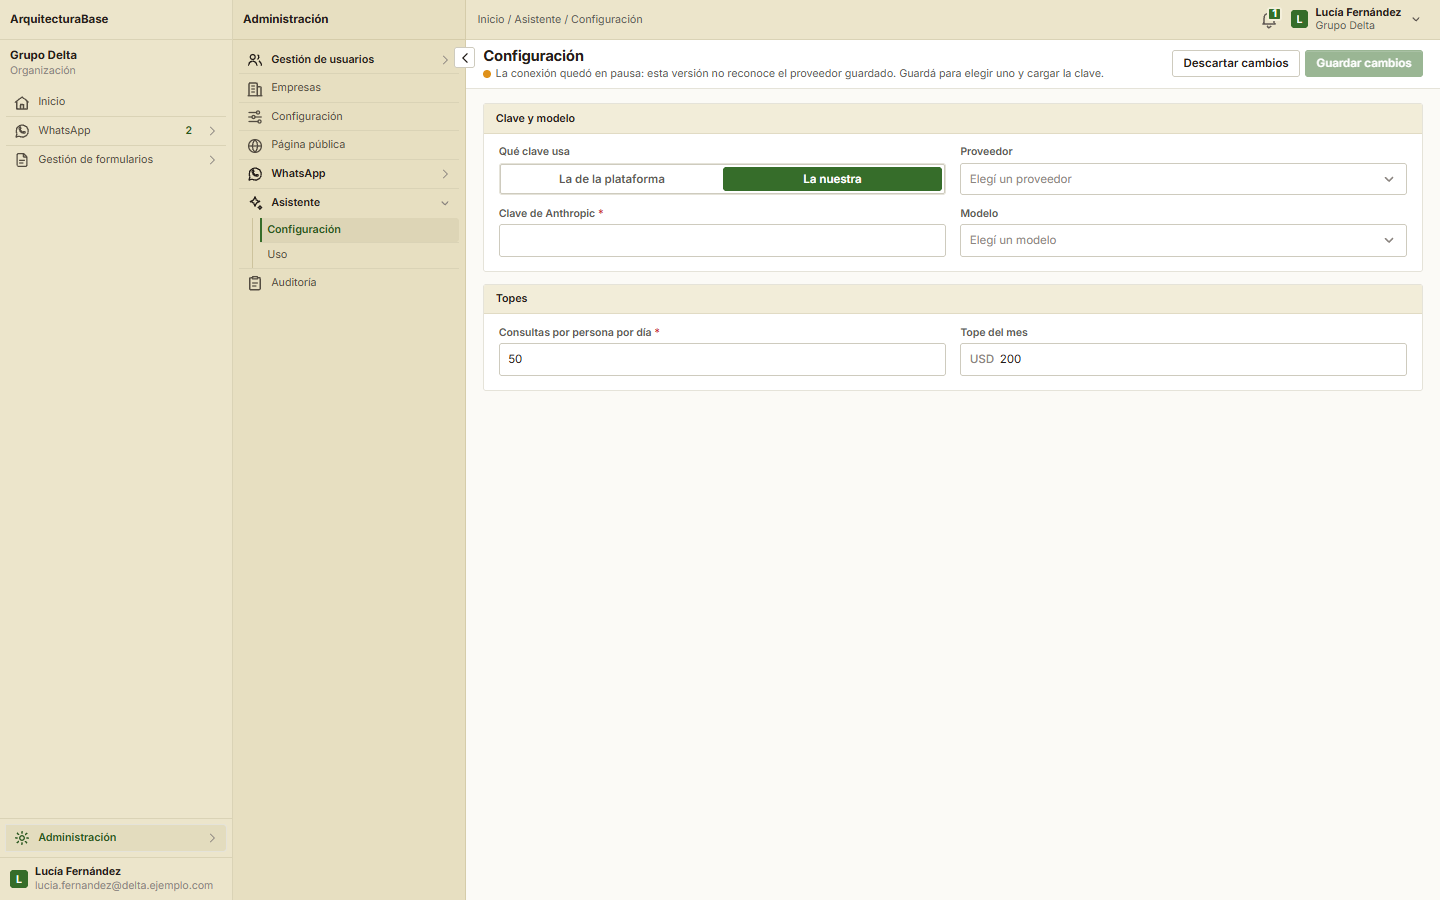 ArquitecturaBase
Grupo Delta
Organización
Inicio
WhatsApp 2
Gestión de formularios
Administración
Lucía Fernández
lucia.fernandez@delta.ejemplo.com
Administración
Gestión de usuarios
Empresas
Configuración
Página pública
WhatsApp
Asistente
Configuración
Uso
Auditoría
Inicio / Asistente / Configuración
1
L
Lucía Fernández
Grupo Delta
Configuración
La conexión quedó en pausa: esta versión no reconoce el proveedor guardado. Guardá para elegir uno y cargar la clave.
Descartar cambios
Guardar cambios
Clave y modelo
Qué clave usa
La de la plataforma
La nuestra
Proveedor
Elegí un proveedor
Clave de Anthropic *
Modelo
Elegí un modelo
Topes
Consultas por persona por día *
50
Tope del mes
USD 200
L